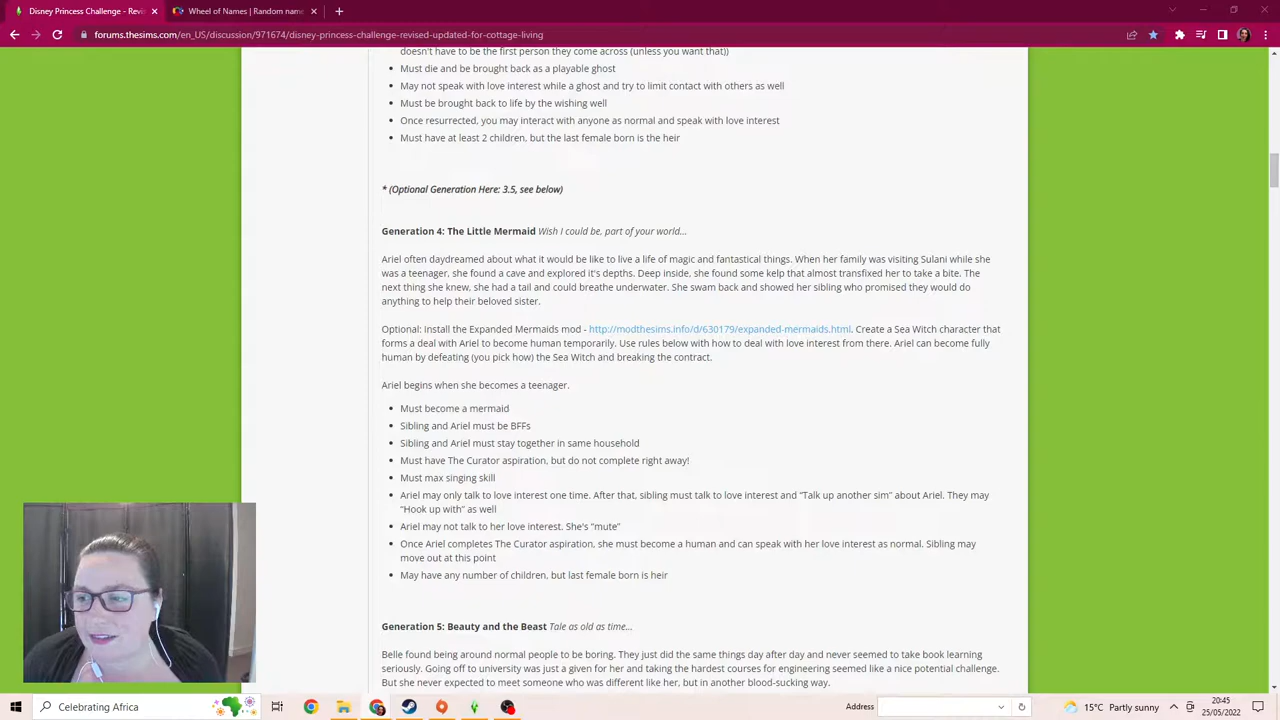 Disney Princess Challenge - Revis
Wheel of Names | Random name
forums.thesims.com/en_US/discussion/971674/disney-princess-challenge-revised-updated-for-cottage-living
doesn't have to be the first person they come across (unless you want that))
Must die and be brought back as a playable ghost
May not speak with love interest while a ghost and try to limit contact with others as well
Must be brought back to life by the wishing well
Once resurrected, you may interact with anyone as normal and speak with love interest
Must have at least 2 children, but the last female born is the heir
* (Optional Generation Here: 3.5, see below)
Generation 4: The Little Mermaid Wish I could be, part of your world...
Ariel often daydreamed about what it would be like to live a life of magic and fantastical things. When her family was visiting Sulani while she
was a teenager, she found a cave and explored it's depths. Deep inside, she found some kelp that almost transfixed her to take a bite. The
next thing she knew, she had a tail and could breathe underwater. She swam back and showed her sibling who promised they would do
anything to help their beloved sister.
Optional: Install the Expanded Mermaids mod - http://modthesims.info/d/630179/expanded-mermaids.html. Create a Sea Witch character that
forms a deal with Ariel to become human temporarily. Use rules below with how to deal with love interest from there. Ariel can become fully
human by defeating (you pick how) the Sea Witch and breaking the contract.
Ariel begins when she becomes a teenager.
Must become a mermaid
Sibling and Ariel must be BFFs
Sibling and Ariel must stay together in same household
Must have The Curator aspiration, but do not complete right away!
Must max singing skill
Ariel may only talk to love interest one time. After that, sibling must talk to love interest and “Talk up another sim” about Ariel. They may
“Hook up with” as well
Ariel may not talk to her love interest. She's “mute”
Once Ariel completes The Curator aspiration, she must become a human and can speak with her love interest as normal. Sibling may
move out at this point
May have any number of children, but last female born is heir
Generation 5: Beauty and the Beast Tale as old as time...
Belle found being around normal people to be boring. They just did the same things day after day and never seemed to take book learning
seriously. Going off to university was just a given for her and taking the hardest courses for engineering seemed like a nice potential challenge.
But she never expected to meet someone who was different like her, but in another blood-sucking way.
Celebrating Africa
Address
15°C Partly sunny
20:45
25/05/2022